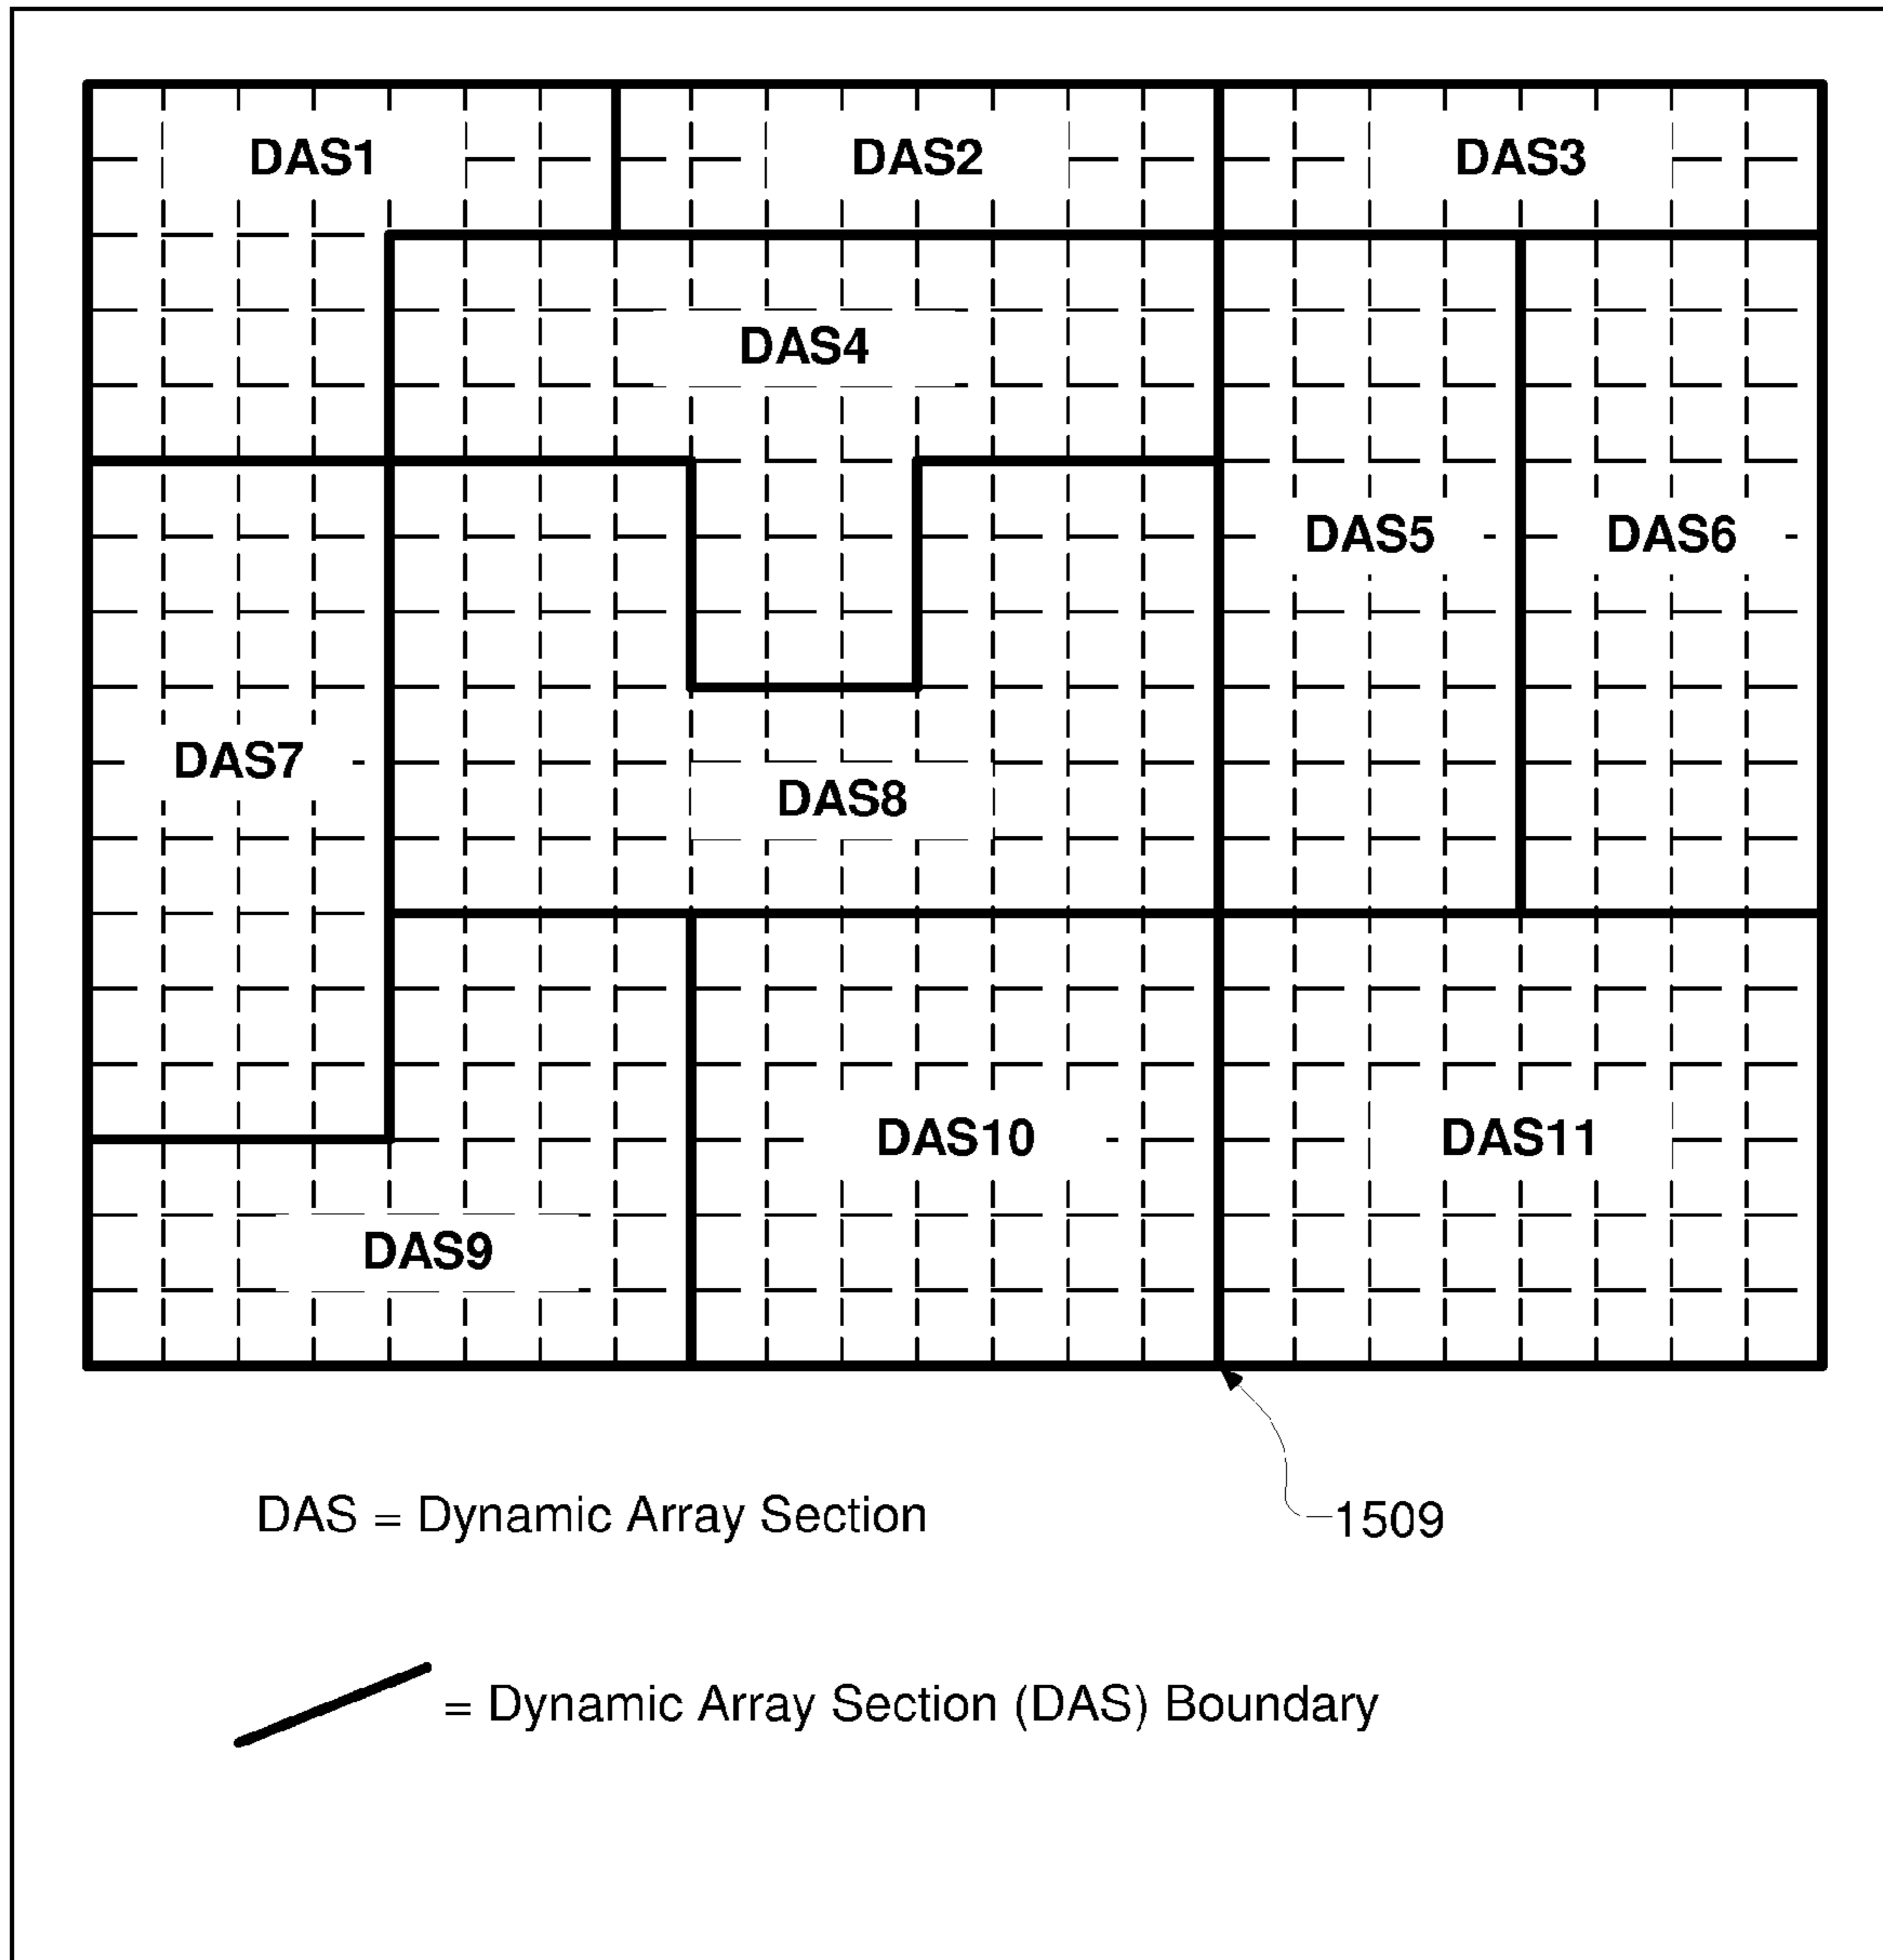 DAS1
DAS2
DAS3
DAS4
DAS5
DAS6
DAS7
DAS8
DAS9
DAS10
DAS11
DAS = Dynamic Array Section
1509
= Dynamic Array Section (DAS) Boundary